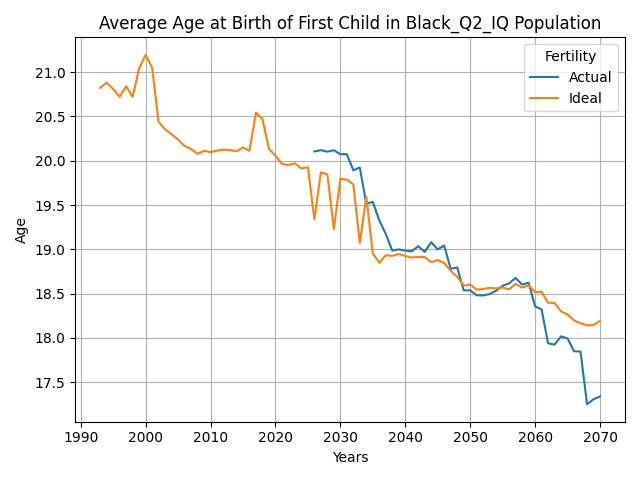 Average Age at Birth of First Child in Black_Q2_IQ Population
Fertility
Actual
Ideal
Age
21.0
20.5
20.0
19.5
19.0
18.5
18.0
17.5
1990
2000
2010
2020
2030
2040
2050
2060
2070
Years